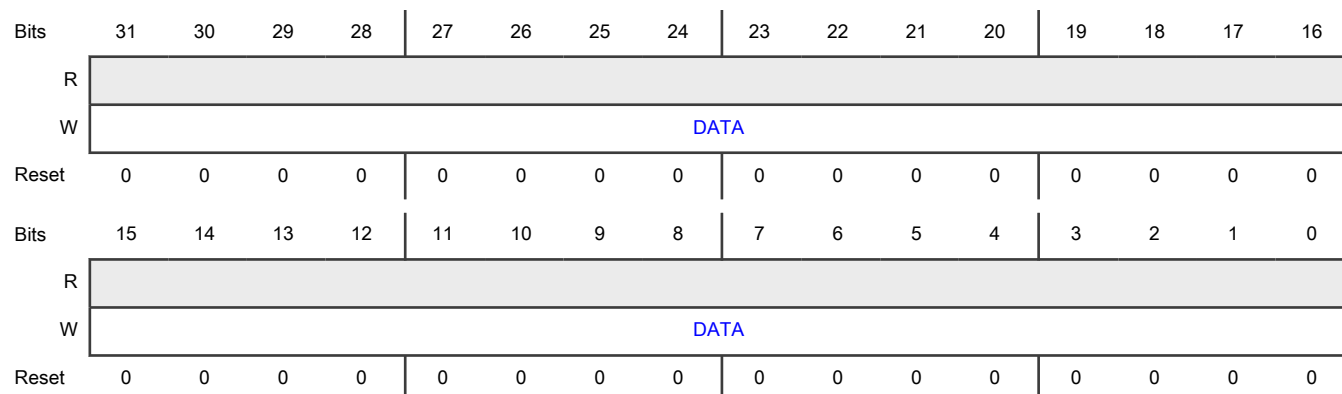 Bits 31 30 29 28 27 26 25 24 23 22 21 20 19 18 17 16
R
W DATA
Reset 0 0 0 0 0 0 0 0 0 0 0 0 0 0 0 0
Bits 15 14 13 12 11 10 9 8 7 6 5 4 3 2 1 0
R
W DATA
Reset 0 0 0 0 0 0 0 0 0 0 0 0 0 0 0 0